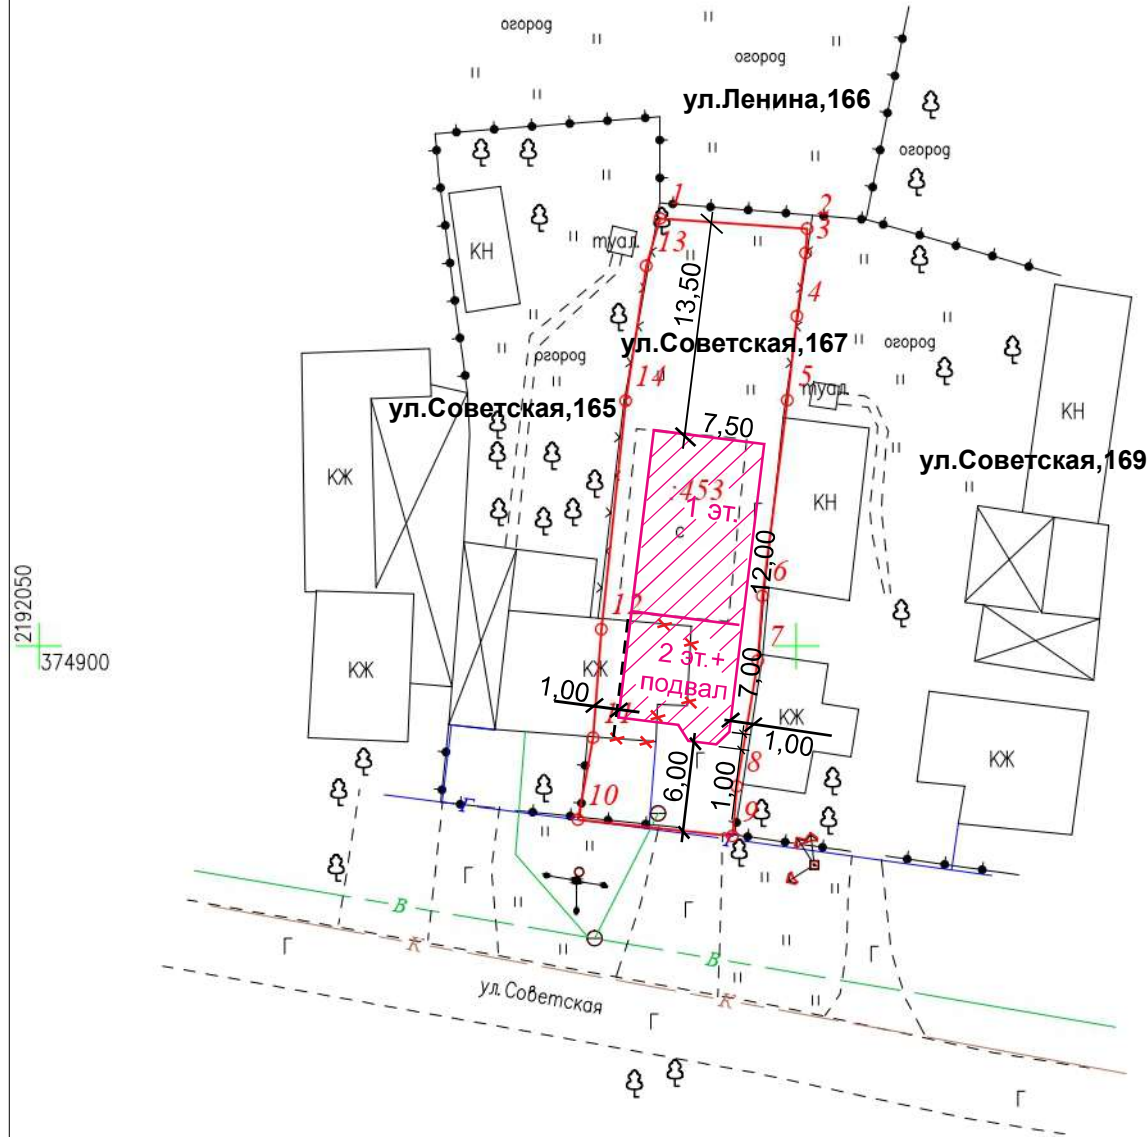 огород
огород
ул.Ленина,166
огород
1
2
3
туал.
13
КН
4
13,50
ул.Советская,167
огород
огород
14
5
туал.
ул.Советская,165
КН
7,50
ул.Советская,169
КЖ
453
1 эт.
КН
с
12,00
6
2192050
12
374900
7
КЖ
КЖ
2 эт.+
подвал
7,00
1,00
11
КЖ
1,00
Г
КЖ
6,00
1,00
8
10
9
Г
Г
Г
В
Г
К
Г
Г
В
ул.Советская
К
Г
Г